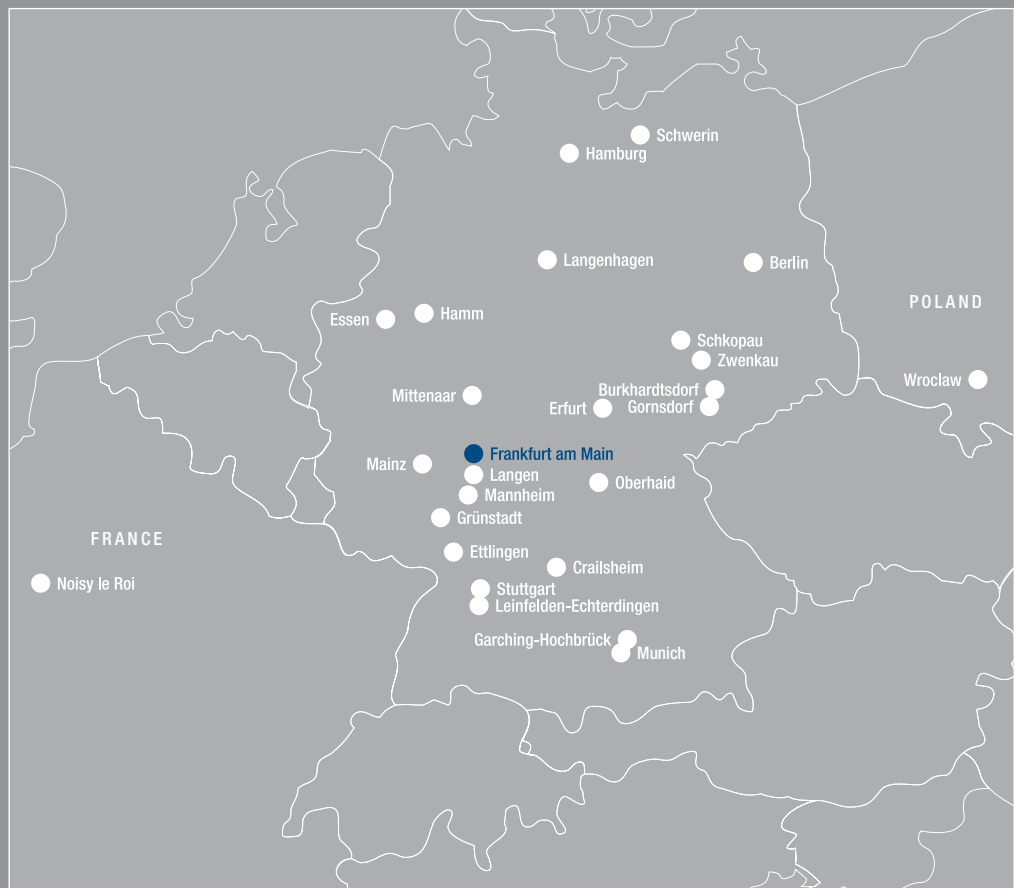 Schwerin
Hamburg
Langenhagen
Berlin
POLAND
Essen
Hamm
Schkopau
Zwenkau
Wroclaw
Mittenaar
Burkhardtsdorf
Erfurt
Gornsdorf
Frankfurt am Main
Mainz
Langen
Oberhaid
Mannheim
Grünstadt
FRANCE
Ettlingen
Crailsheim
Noisy le Roi
Stuttgart
Leinfelden-Echterdingen
Garching-Hochbrück
Munich